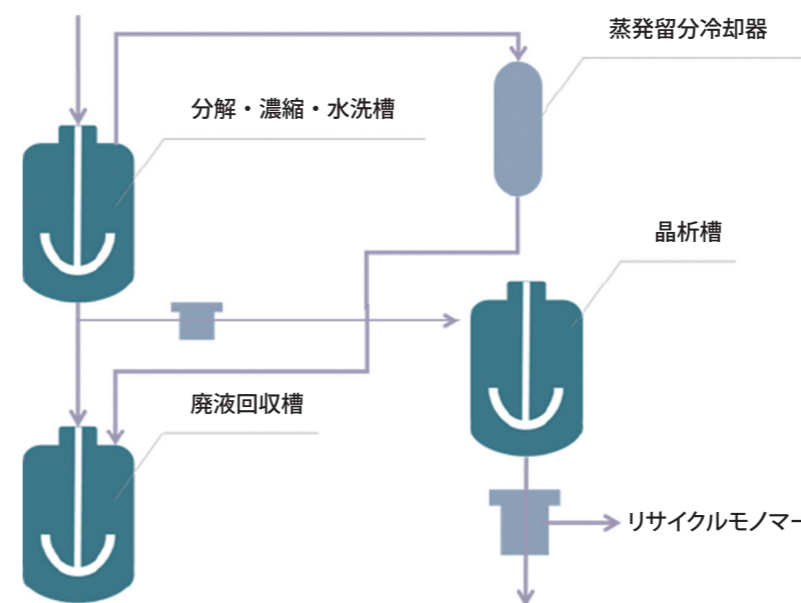 蒸発留分冷却器
分解・濃縮・水洗槽
晶析槽
廃液回収槽
リサイクルモノマー